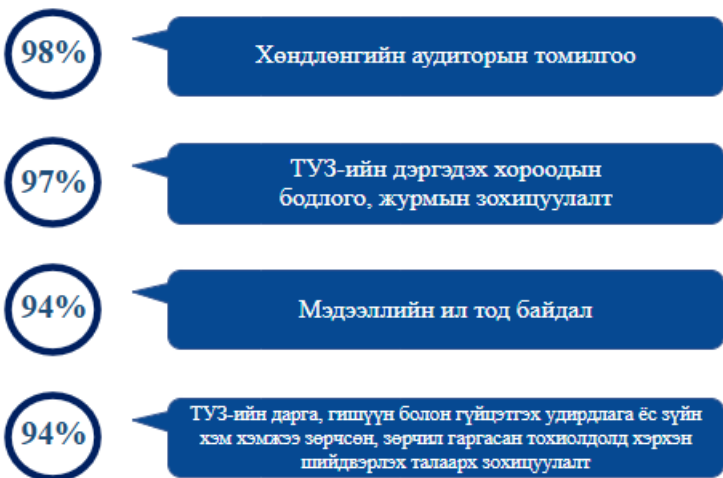 98%
Хөндлөнгийн аудиторын томилгоо
97%
ТУЗ-ийн дэргэдэх хороодын
бодлого, журмын зохицуулалт
94%
Мэдээллийн ил тод байдал
94%
ТУЗ-ийн дарга, гишүүн болон гүйцэтгэх удирдлага ёс зүйн
хэм хэмжээ зөрчсөн, зөрчил гаргасан тохиолдолд хэрхэн
шийдвэрлэх талаарх зохицуулалт